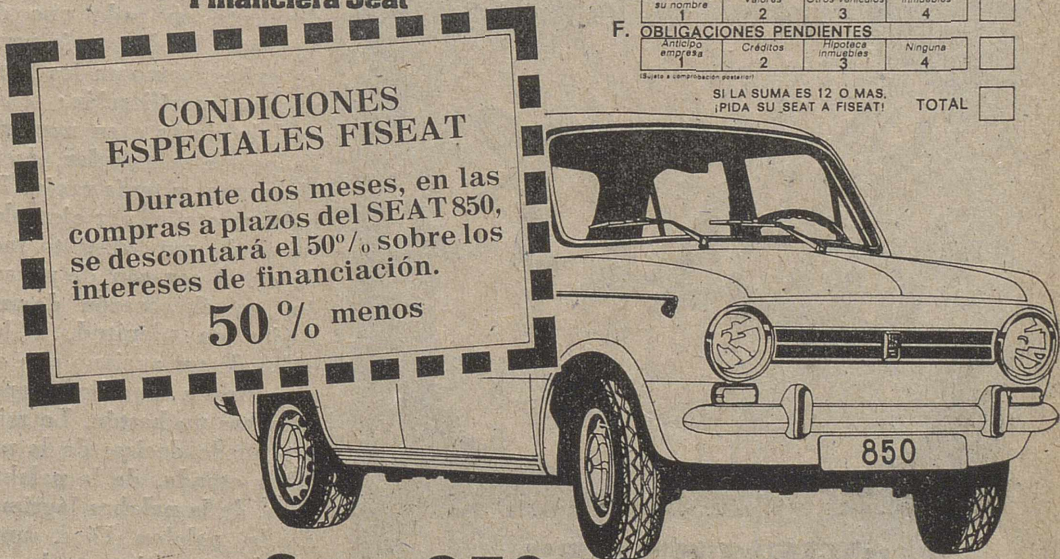 Financiera Seat
CONDICIONES
ESPECIALES FISEAT
Durante dos meses, en las
compras a plazos del SEAT 850,
se descontará el 50% sobre los
intereses de financiación.
50% menos
su nombre Valores Otros vehículos Inmuebles
1 2 3 4
F. OBLIGACIONES PENDIENTES
Anticipo Créditos Hipoteca Ninguna
empresa inmuebles
1 2 3 4
(Sujeto a comprobación posterior)
SI LA SUMA ES 12 O MAS,
¡PIDA SU SEAT A FISEAT! TOTAL
850